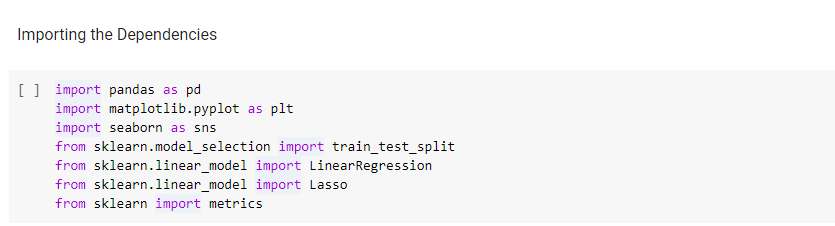 Importing the Dependencies
[ ] import pandas as pd
import matplotlib.pyplot as plt
import seaborn as sns
from sklearn.model_selection import train_test_split
from sklearn.linear_model import LinearRegression
from sklearn.linear_model import Lasso
from sklearn import metrics